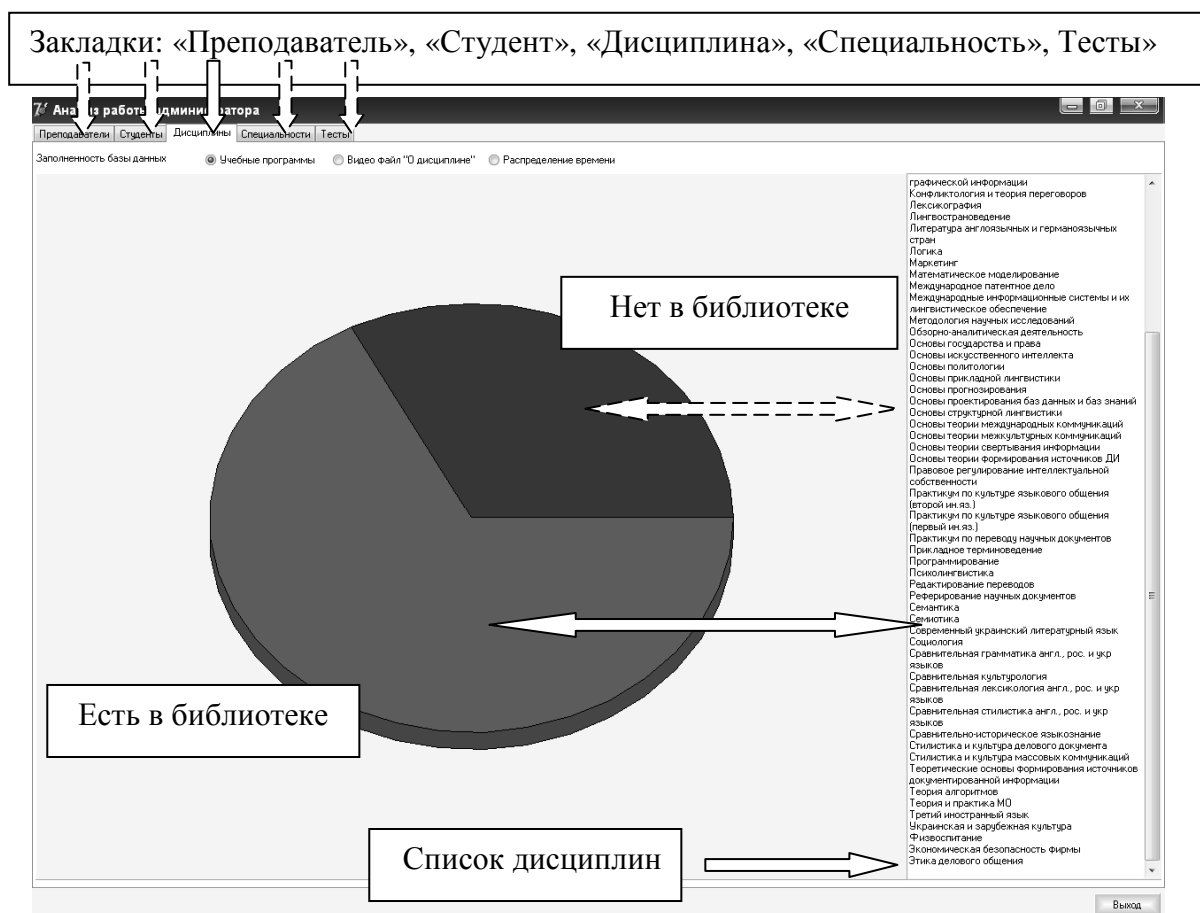 Закладки: «Преподаватель», «Студент», «Дисциплина», «Специальность», Тесты»
Анализ работы администратора
Преподаватели Студенты Дисциплины Специальности Тесты
Заполненность базы данных Учебные программы Видео файл "О дисциплине" Распределение времени
графической информации
Конфликтология и теория переговоров
Лексикография
Лингвострановедение
Литература англоязычных и германоязычных
стран
Логика
Маркетинг
Математическое моделирование
Международное патентное дело
Международные информационные системы и их
лингвистическое обеспечение
Методология научных исследований
Обзорно-аналитическая деятельность
Основы государства и права
Основы искусственного интеллекта
Основы политологии
Основы прикладной лингвистики
Основы прогнозирования
Основы проектирования баз данных и баз знаний
Основы структурной лингвистики
Основы теории международных коммуникаций
Основы теории межкультурных коммуникаций
Основы теории свертывания информации
Основы теории формирования источников ДИ
Правовое регулирование интеллектуальной
собственности
Практикум по культуре языкового общения
(второй ин.яз.)
Практикум по культуре языкового общения
(первый ин.яз.)
Практикум по переводу научных документов
Прикладное терминоведение
Программирование
Психолингвистика
Редактирование переводов
Реферирование научных документов
Семантика
Семиотика
Современный украинский литературный язык
Социология
Сравнительная грамматика англ., рос. и укр
языков
Сравнительная культурология
Сравнительная лексикология англ., рос. и укр
языков
Сравнительная стилистика англ., рос. и укр
языков
Сравнительно-историческое языкознание
Стилистика и культура делового документа
Стилистика и культура массовых коммуникаций
Теоретические основы формирования источников
документированной информации
Теория алгоритмов
Теория и практика МО
Третий иностранный язык
Украинская и зарубежная культура
Физвоспитание
Экономическая безопасность фирмы
Этика делового общения
Нет в библиотеке
Есть в библиотеке
Список дисциплин
Выход